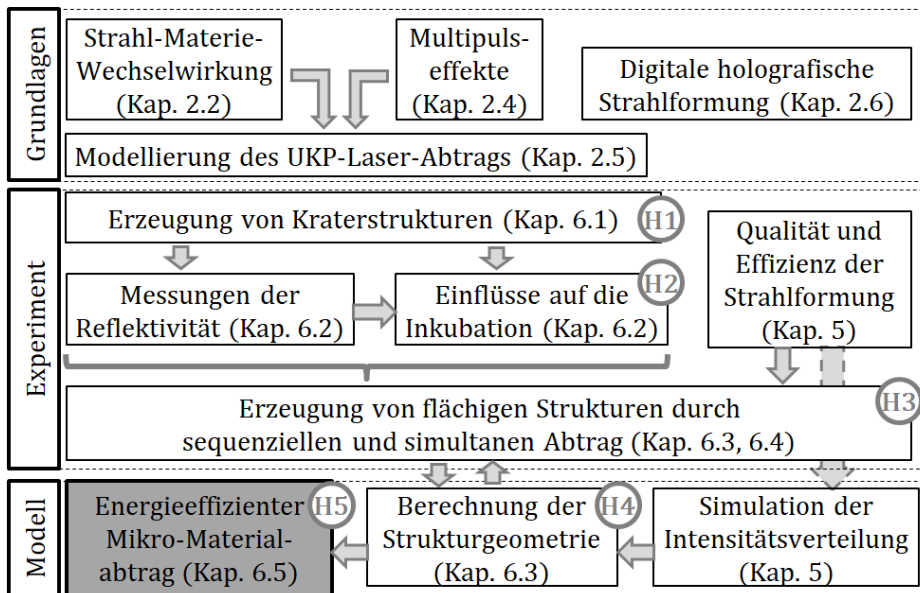 Grundlagen
Strahl-Materie-
Wechselwirkung
(Kap. 2.2)
Multipuls-
effekte
(Kap. 2.4)
Digitale holografische
Strahlformung (Kap. 2.6)
Modellierung des UKP-Laser-Abtrags (Kap. 2.5)
Experiment
Erzeugung von Kraterstrukturen (Kap. 6.1)
H1
Messungen der
Reflektivität (Kap. 6.2)
Einflüsse auf die
Inkubation (Kap. 6.2)
H2
Qualität und
Effizienz der
Strahlformung
(Kap. 5)
Erzeugung von flächigen Strukturen durch
sequenziellen und simultanen Abtrag (Kap. 6.3, 6.4)
H3
Modell
Energieeffizienter
Mikro-Material-
abtrag (Kap. 6.5)
H5
Berechnung der
Strukturgeometrie
(Kap. 6.3)
H4
Simulation der
Intensitätsverteilung
(Kap. 5)